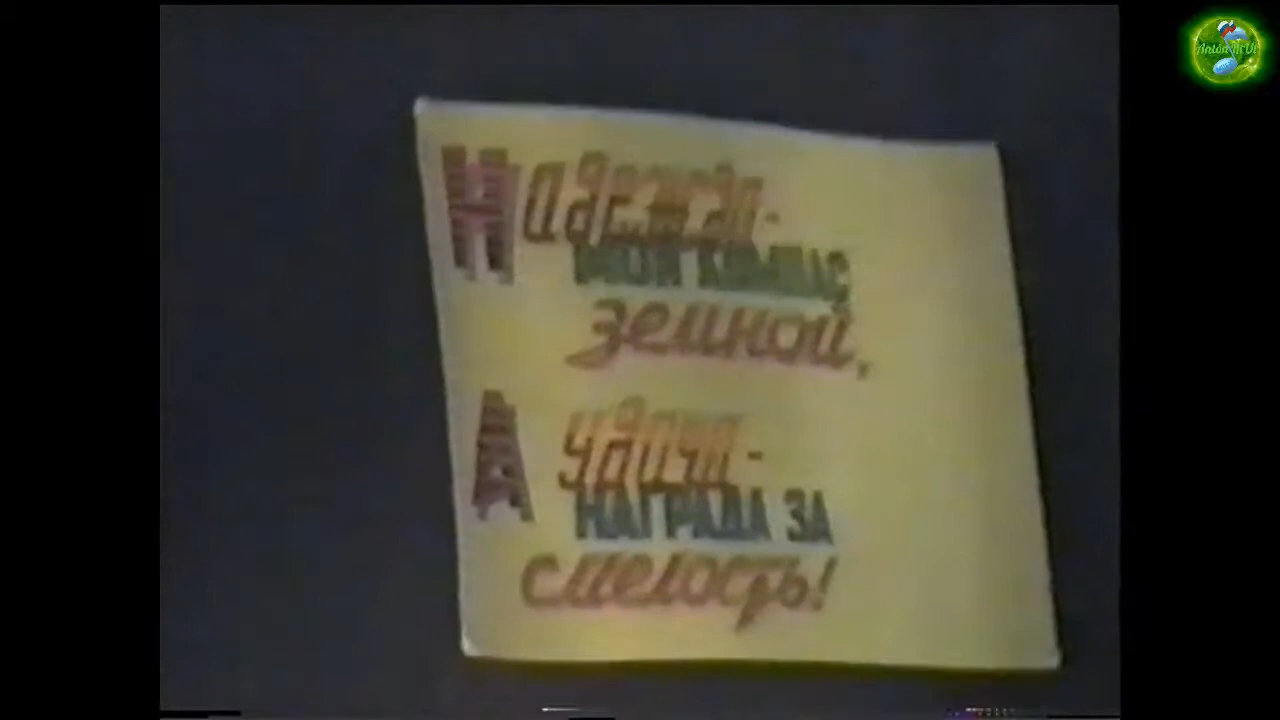 Надежда -
МОЙ КОМПАС
земной,
А удача -
НАГРАДА ЗА
смелость!